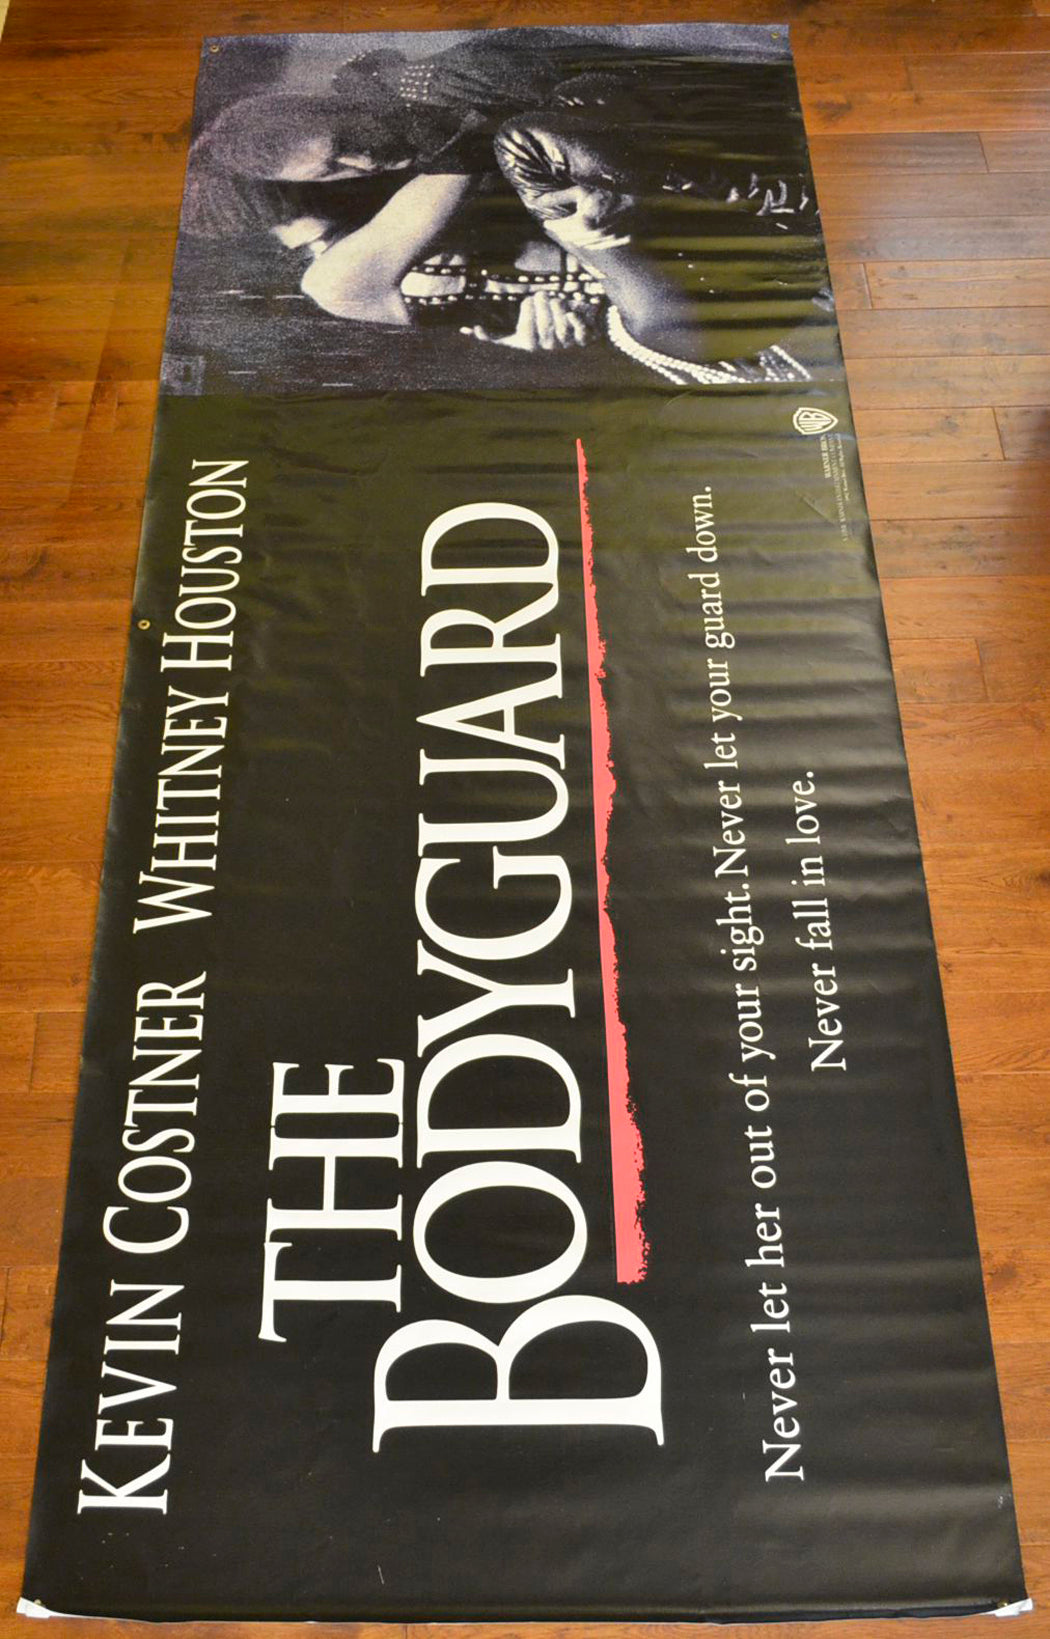 KEVIN COSTNER WHITNEY HOUSTON
THE
BODYGUARD
Never let her out of your sight. Never let your guard down.
Never fall in love.
WB